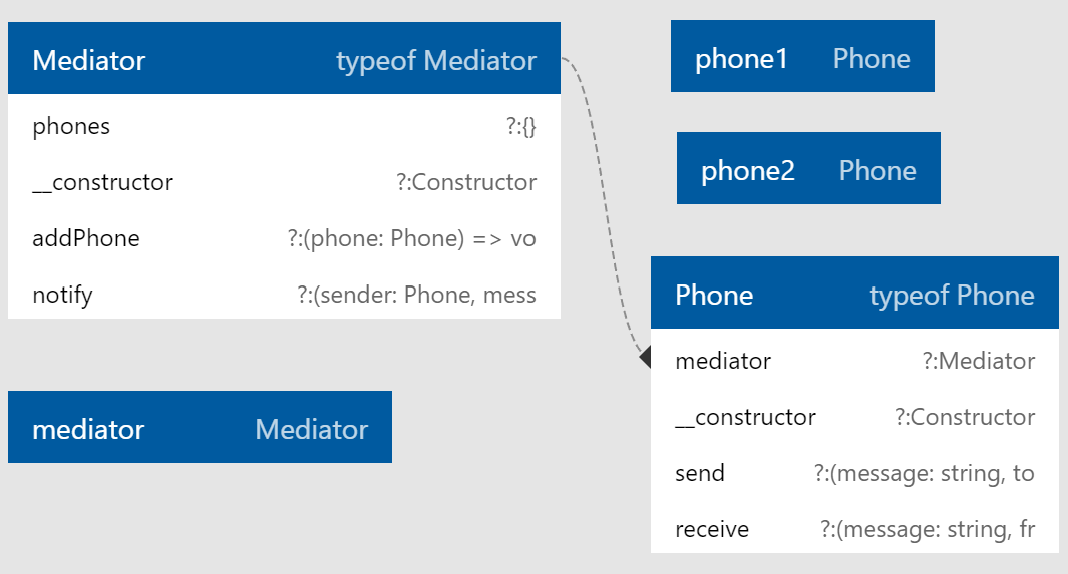 Mediator typeof Mediator
phones ?:{}
__constructor ?:Constructor
addPhone ?:(phone: Phone) => vo
notify ?:(sender: Phone, mess
mediator Mediator
phone1 Phone
phone2 Phone
Phone typeof Phone
mediator ?:Mediator
__constructor ?:Constructor
send ?:(message: string, to
receive ?:(message: string, fr